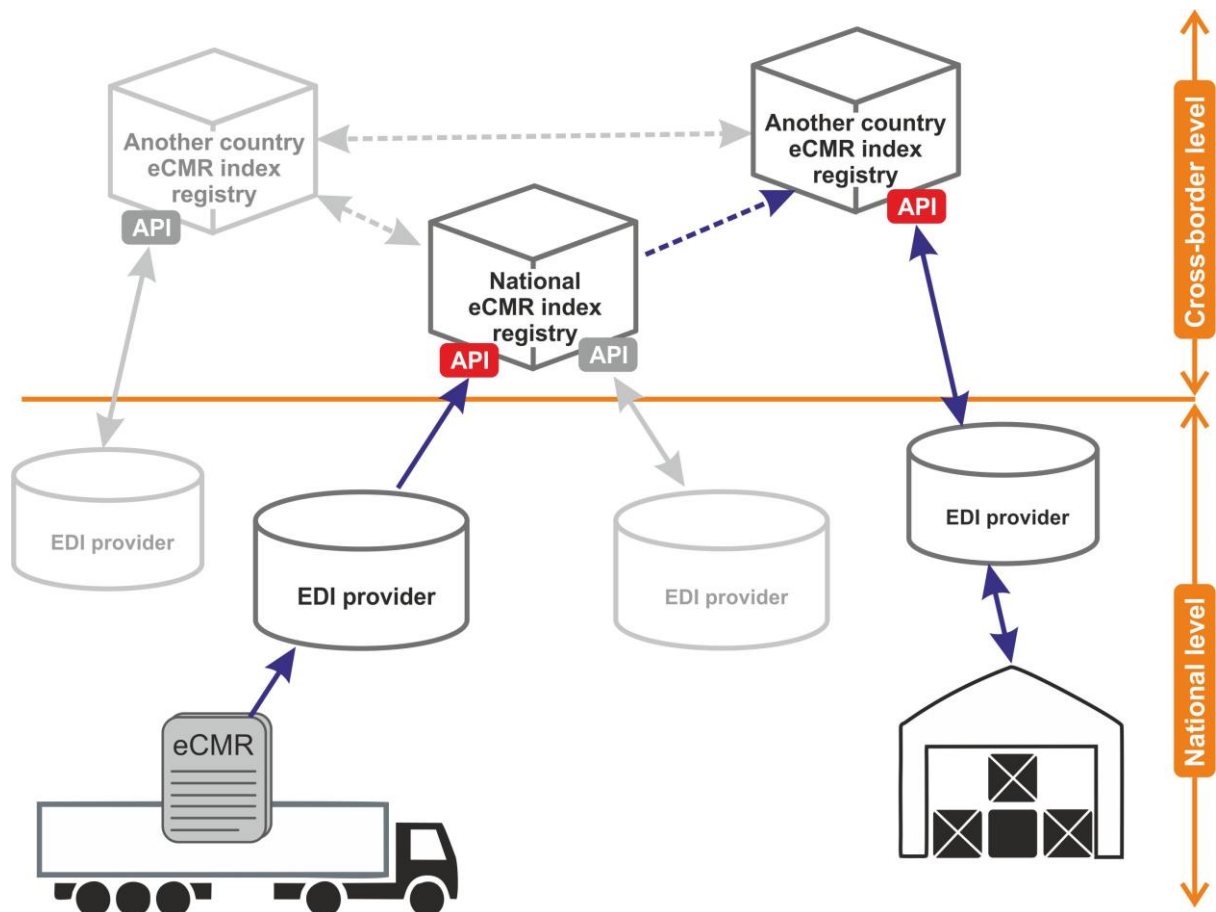 Another country
eCMR index
registry
API
Another country
eCMR index
registry
API
National
eCMR index
registry
API
API
Cross-border level
EDI provider
EDI provider
EDI provider
EDI provider
National level
eCMR